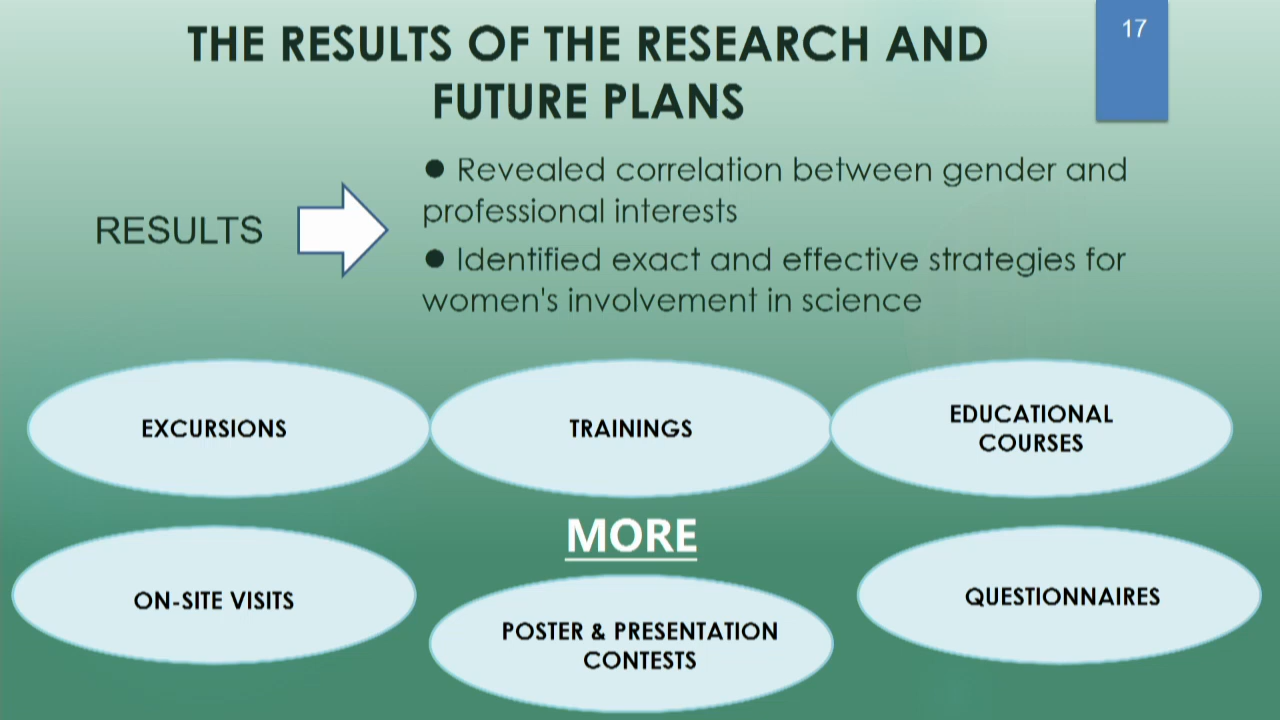 THE RESULTS OF THE RESEARCH AND
FUTURE PLANS
17
RESULTS
● Revealed correlation between gender and
professional interests
● Identified exact and effective strategies for
women's involvement in science
EXCURSIONS
TRAININGS
EDUCATIONAL
COURSES
MORE
ON-SITE VISITS
POSTER & PRESENTATION
CONTESTS
QUESTIONNAIRES